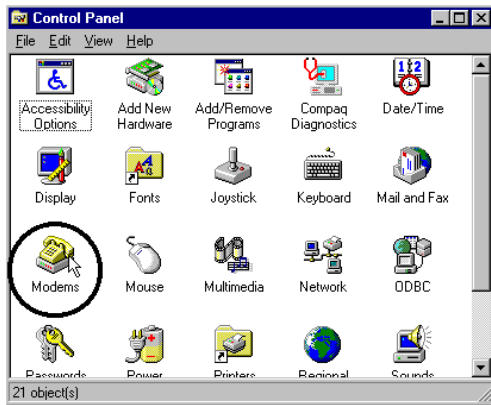 Control Panel
File Edit View Help
Accessibility Options
Add New Hardware
Add/Remove Programs
Compaq Diagnostics
Date/Time
Display
Fonts
Joystick
Keyboard
Mail and Fax
Modems
Mouse
Multimedia
Network
ODBC
Passwords
Power
Printers
Regional
Sounds
21 object(s)